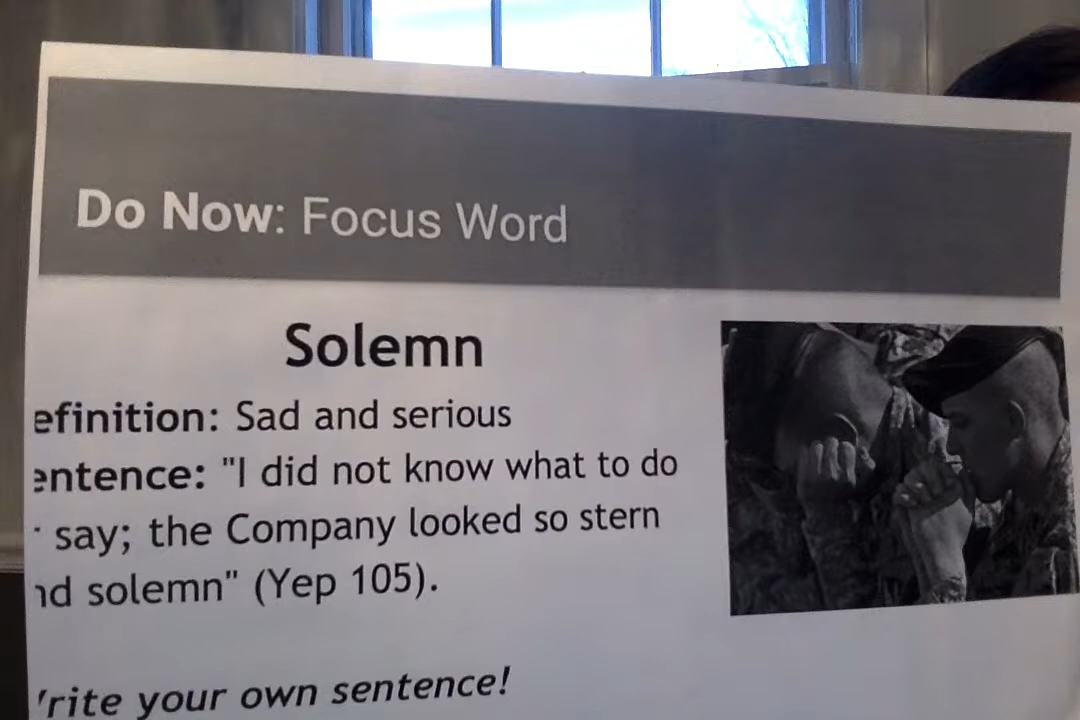 Do Now: Focus Word
Solemn
efinition: Sad and serious
entence: "I did not know what to do
say; the Company looked so stern
nd solemn" (Yep 105).
rite your own sentence!